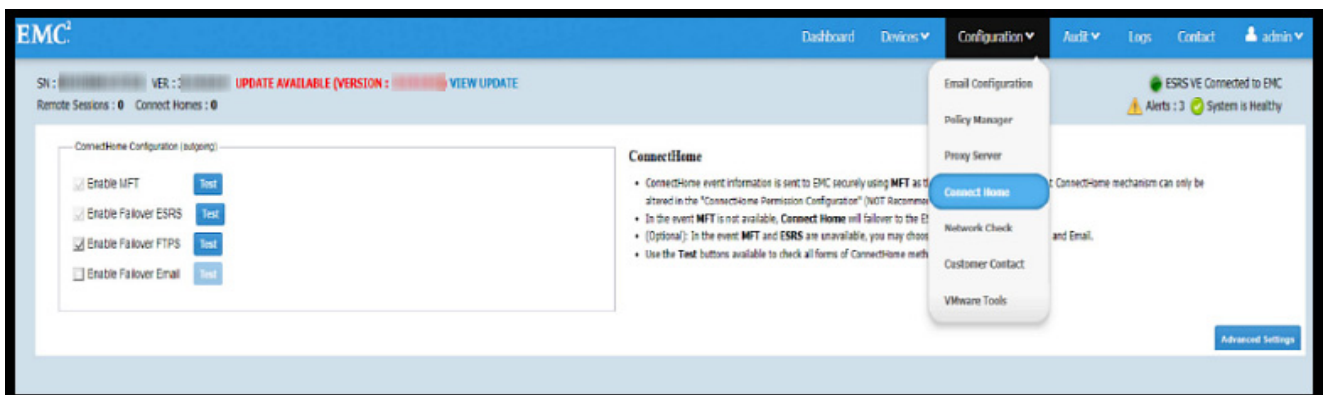 EMC²
Dashboard Devices Configuration Audit Logs Contact admin
SN : VER : UPDATE AVAILABLE (VERSION : ) VIEW UPDATE
Remote Sessions : 0 Connect Homes : 0
ESRS VE Connected to EMC
Alerts : 3 System is Healthy
ConnectHome Configuration (outgoing)
Enable MFT Test
Enable Failover ESRS Test
Enable Failover FTPS Test
Enable Failover Email Test
ConnectHome
• ConnectHome event information is sent to EMC securely using MFT as t
ConnectHome mechanism can only be
altered in the "ConnectHome Permission Configuration" (NOT Recomme
• In the event MFT is not available, Connect Home will failover to the E
• (Optional): In the event MFT and ESRS are unavailable, you may choos
and Email.
• Use the Test buttons available to check all forms of ConnectHome meth
Email Configuration
Policy Manager
Proxy Server
Connect Home
Network Check
Customer Contact
VMware Tools
Advanced Settings